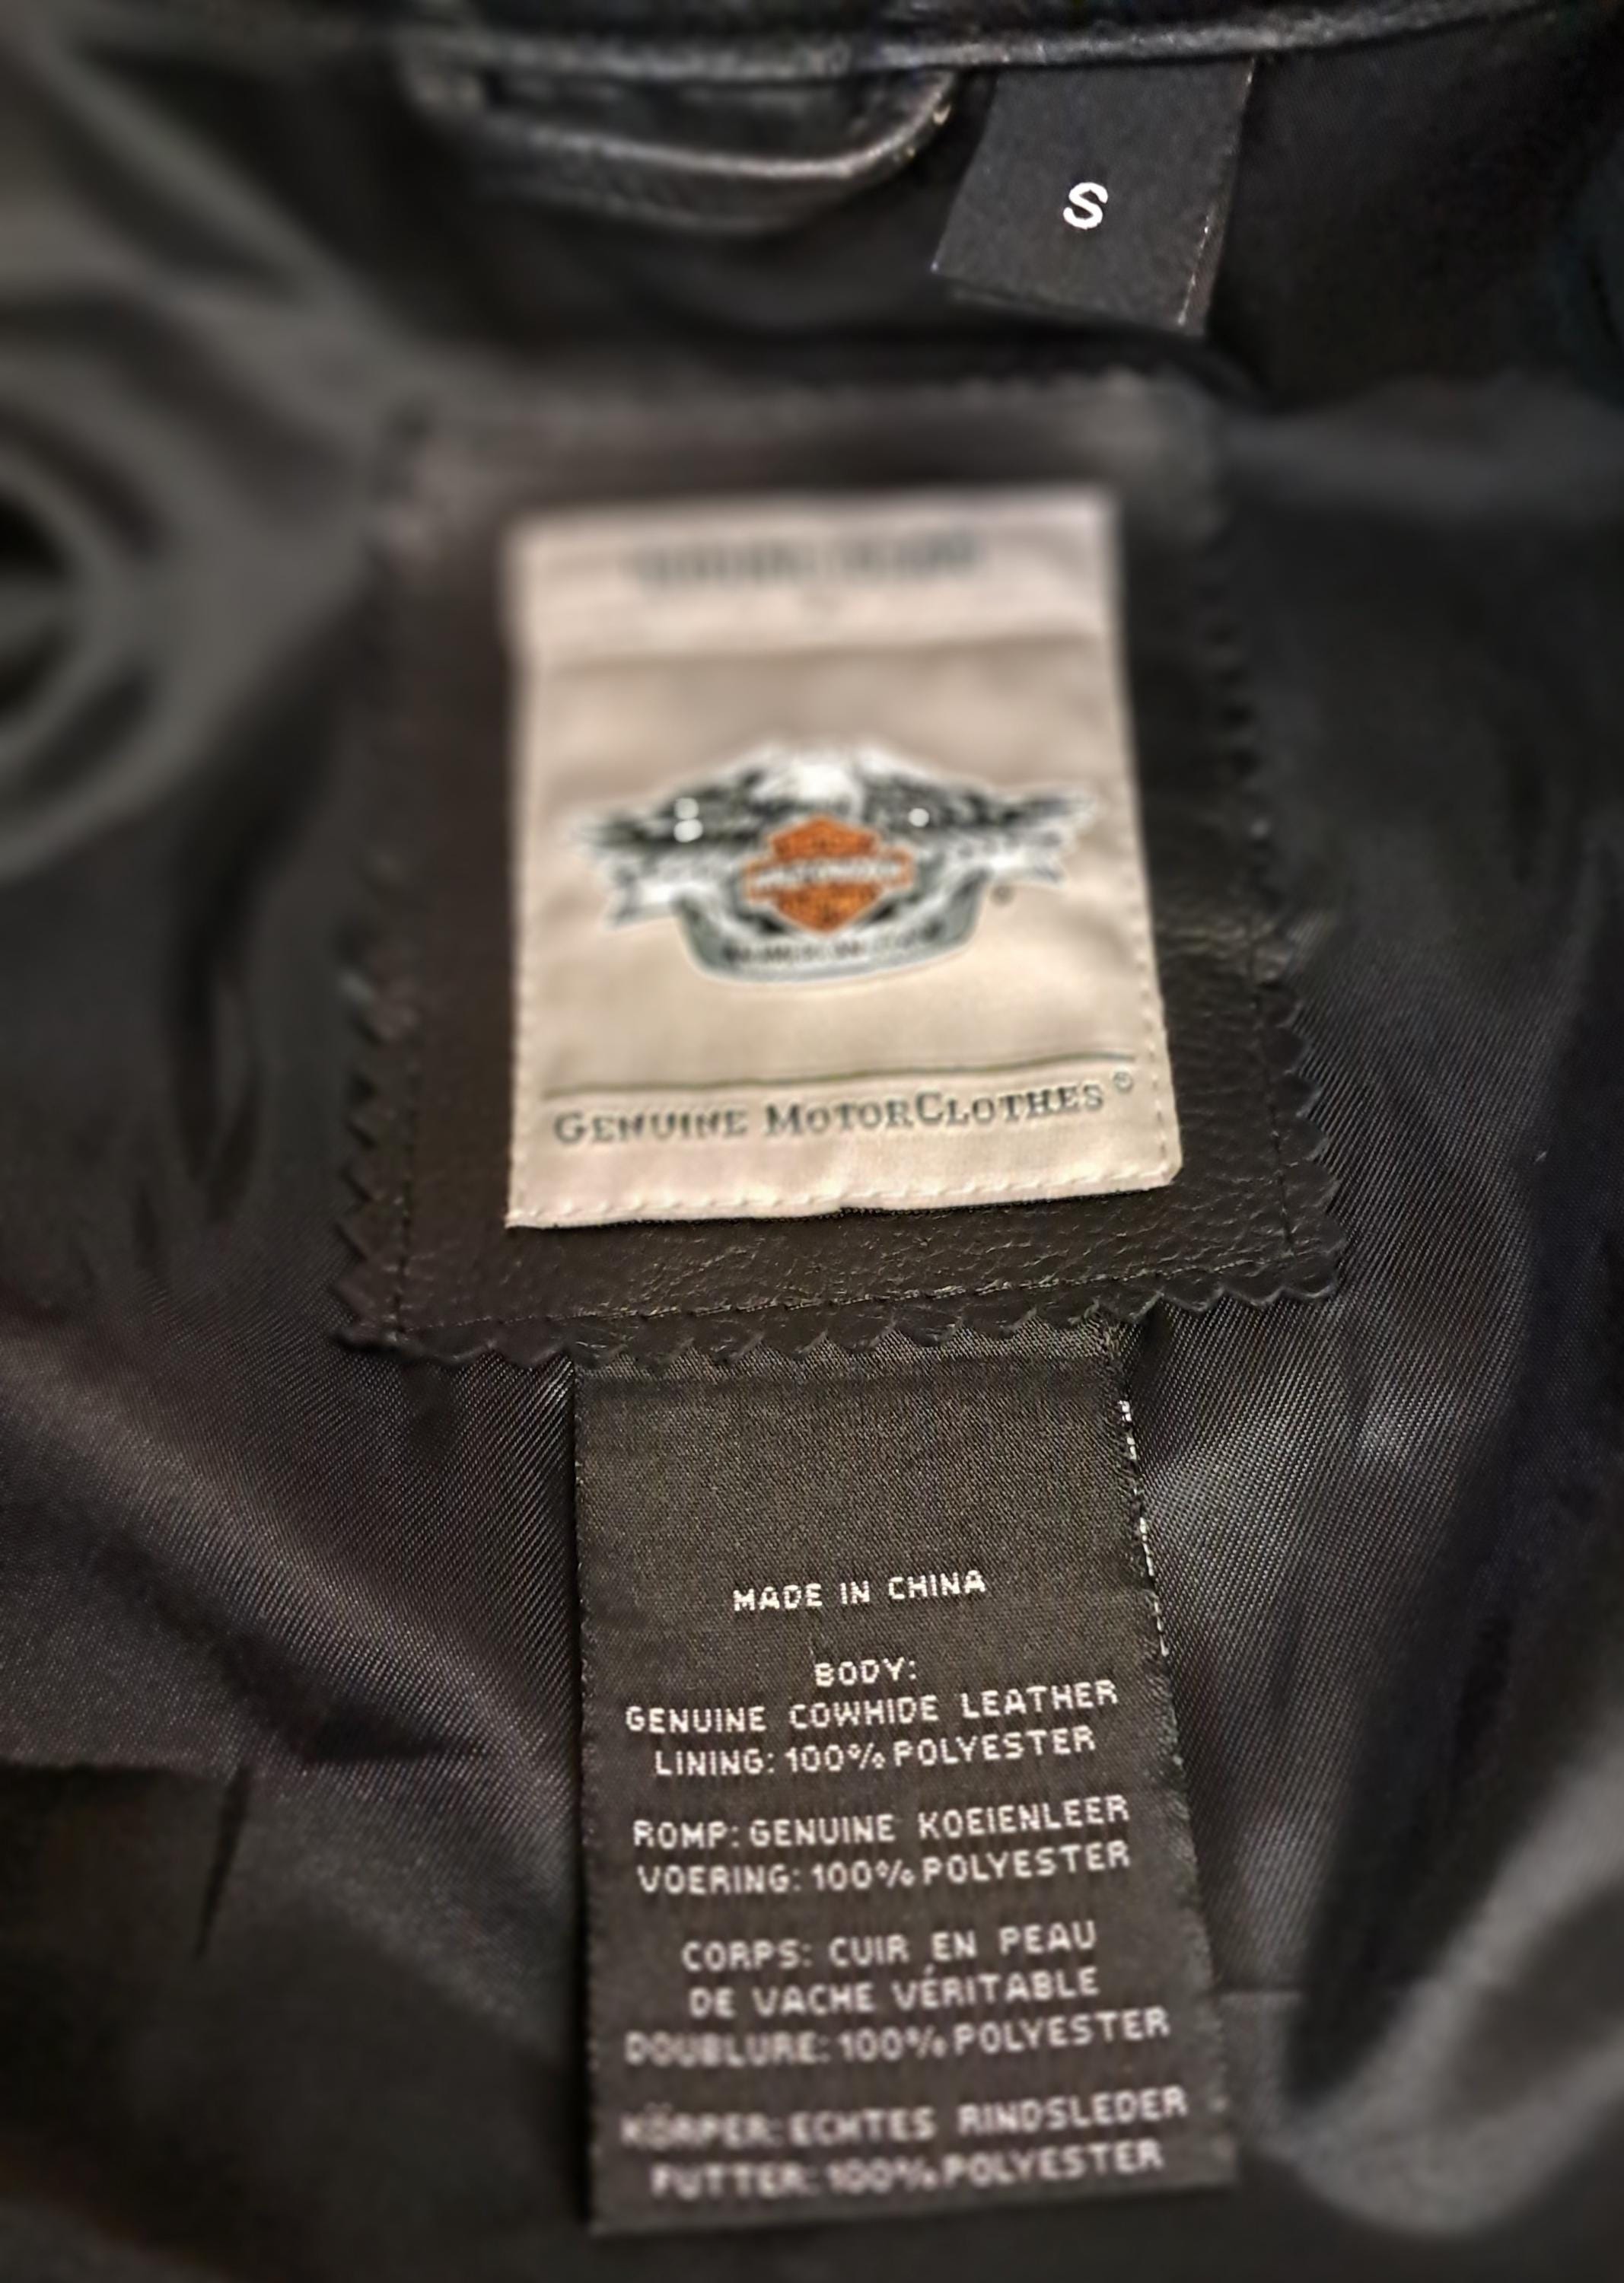 S
GENUINE MOTORCLOTHES®
MADE IN CHINA
BODY:
GENUINE COWHIDE LEATHER
LINING: 100% POLYESTER
ROMP: GENUINE KOEIENLEER
VOERING: 100% POLYESTER
CORPS: CUIR EN PEAU
DE VACHE VÉRITABLE
DOUBLURE: 100% POLYESTER
KÖRPER: ECHTES RINDSLEDER
FUTTER: 100% POLYESTER